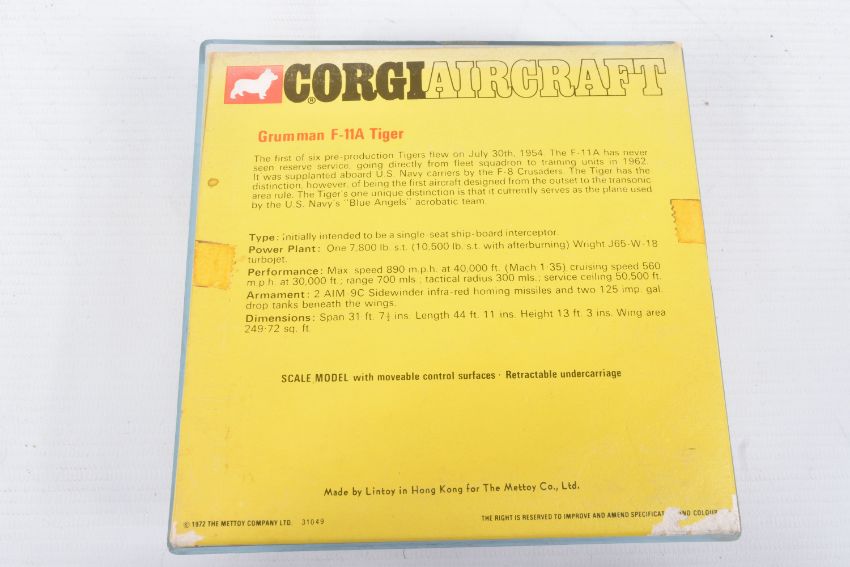 CORGI AIRCRAFT
®
Grumman F-11A Tiger
The first of six pre-production Tigers flew on July 30th, 1954. The F-11A has never
seen reserve service, going directly from fleet squadron to training units in 1962.
It was supplanted aboard U.S. Navy carriers by the F-8 Crusaders. The Tiger has the
distinction, however, of being the first aircraft designed from the outset to the transonic
area rule. The Tiger's one unique distinction is that it currently serves as the plane used
by the U.S. Navy's "Blue Angels" acrobatic team.
Type: Initially intended to be a single-seat ship-board interceptor.
Power Plant: One 7,800 lb. s.t. (10,500 lb. s.t. with afterburning) Wright J65-W-18
turbojet.
Performance: Max speed 890 m.p.h. at 40,000 ft. (Mach 1·35) cruising speed 560
m.p.h. at 30,000 ft.; range 700 mls.; tactical radius 300 mls.; service ceiling 50,500 ft.
Armament: 2 AIM-9C Sidewinder infra-red homing missiles and two 125 imp. gal.
drop tanks beneath the wings.
Dimensions: Span 31 ft. 7½ ins. Length 44 ft. 11 ins. Height 13 ft. 3 ins. Wing area
249·72 sq. ft.
SCALE MODEL with moveable control surfaces · Retractable undercarriage
Made by Lintoy in Hong Kong for The Mettoy Co., Ltd.
© 1972 THE METTOY COMPANY LTD. 31049
THE RIGHT IS RESERVED TO IMPROVE AND AMEND AND COLOUR